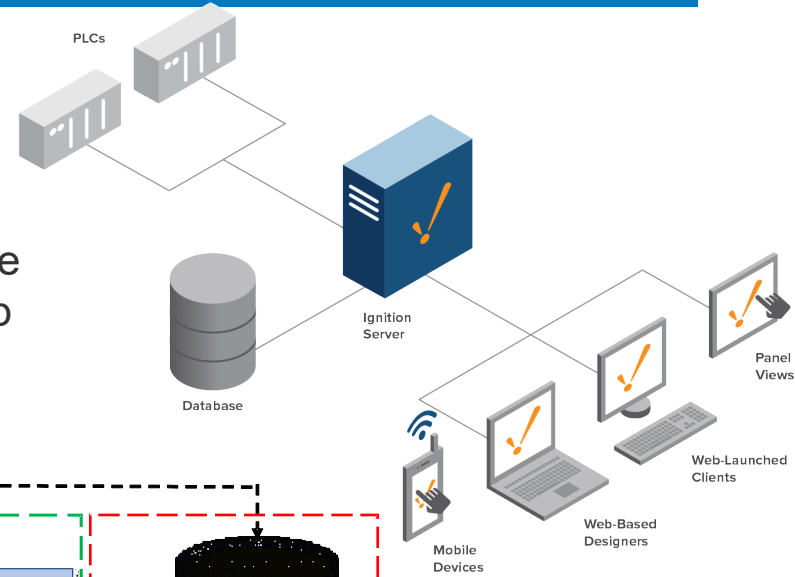 PLCs
e
o
Ignition
Server
Database
Panel
Views
Web-Launched
Clients
Web-Based
Designers
Mobile
Devices